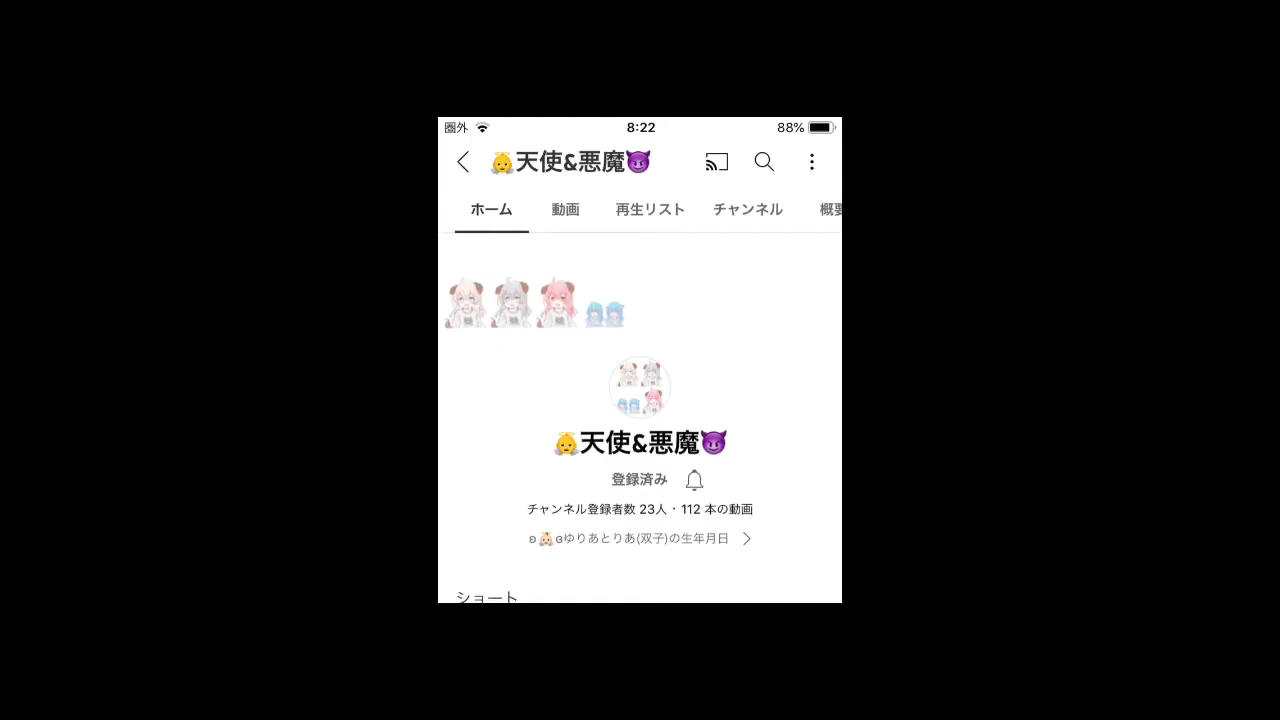 圏外 8:22 88%
👼天使&悪魔😈
ホーム 動画 再生リスト チャンネル 概要
👼天使&悪魔😈
登録済み
チャンネル登録者数 23人・112 本の動画
ʚ👶🏻ɞゆりあとりあ(双子)の生年月日
ショート